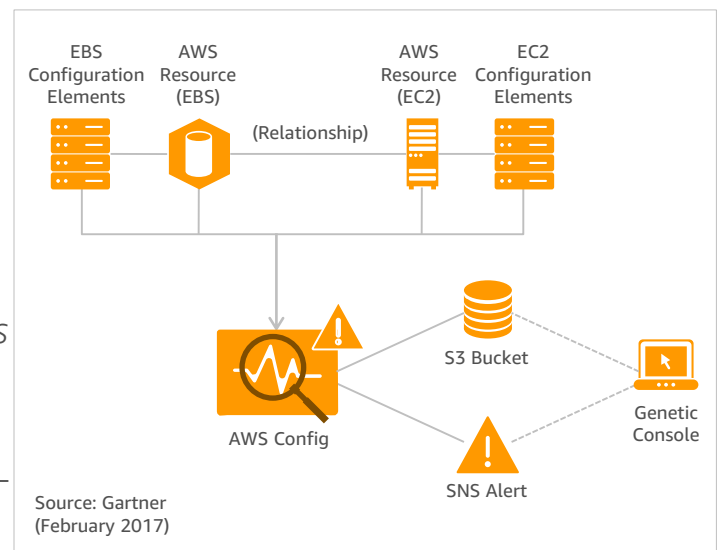 EBS
Configuration
Elements
AWS
Resource
(EBS)
AWS
Resource
(EC2)
EC2
Configuration
Elements
(Relationship)
S
S3 Bucket
AWS Config
Genetic
Console
SNS Alert
Source: Gartner
(February 2017)